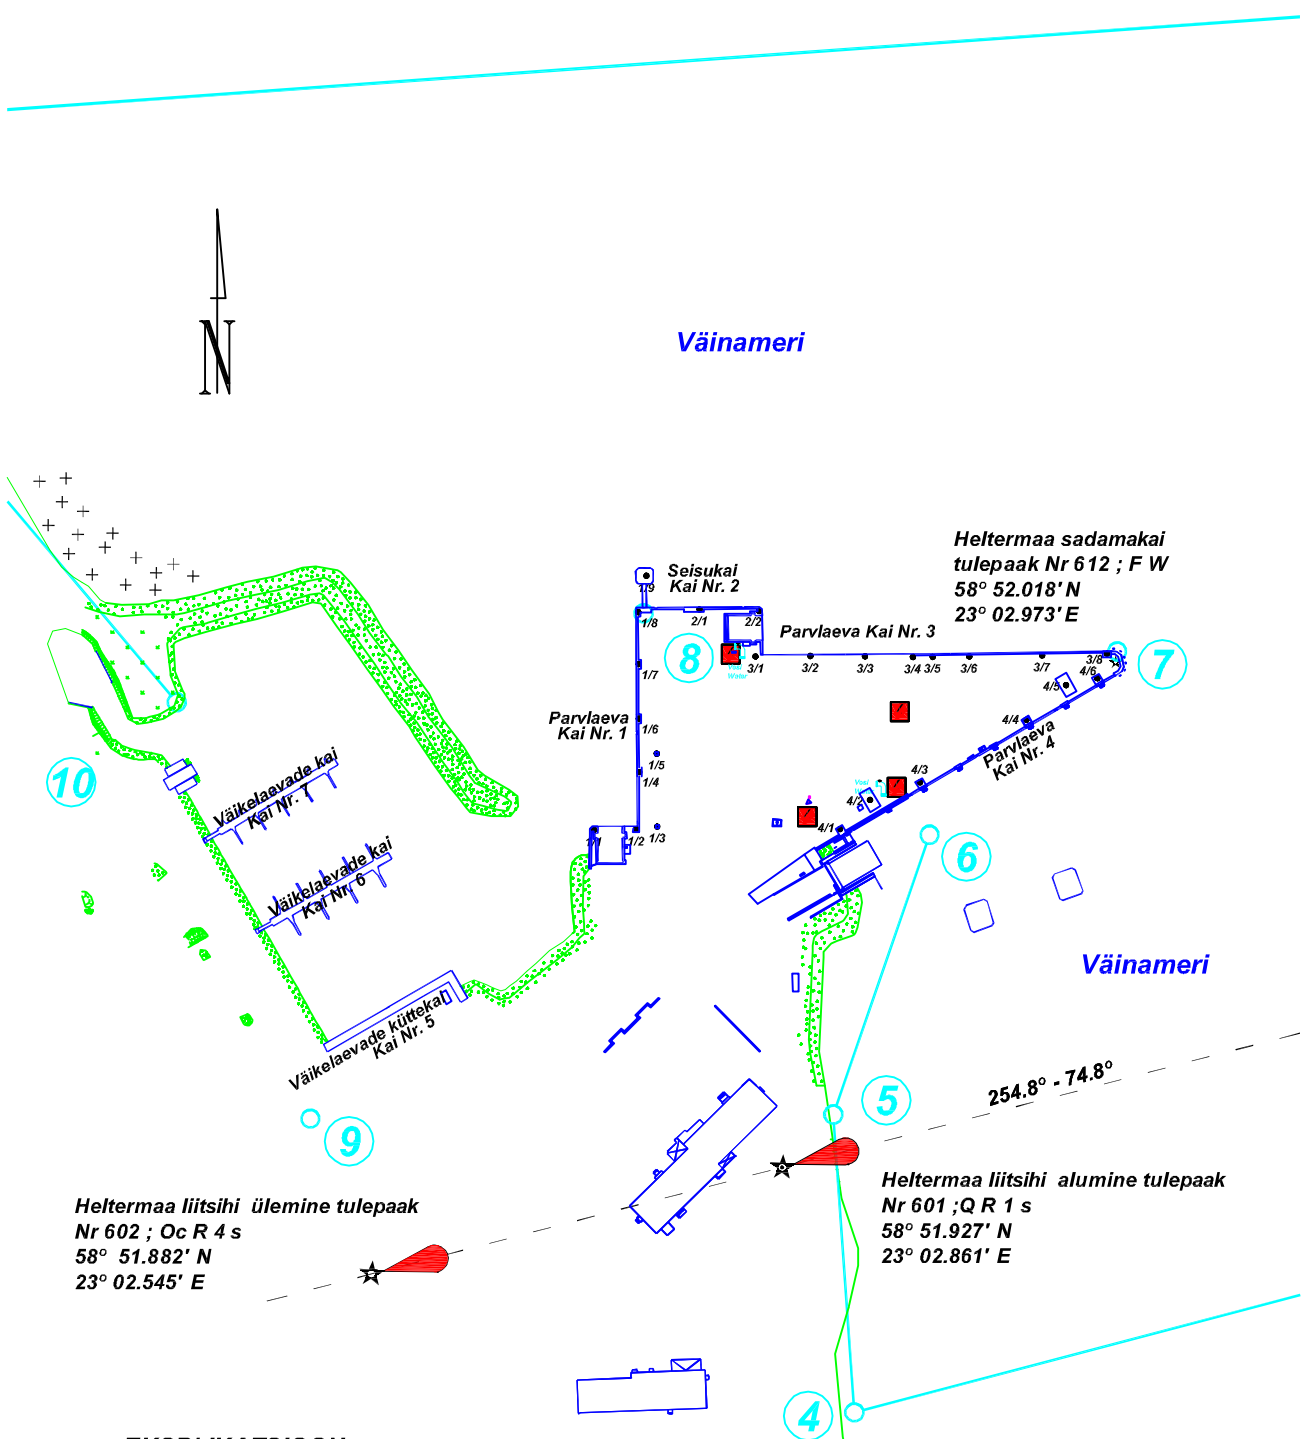 N
Väinameri
Heltermaa sadamakai
tulepaak Nr 612 ; F W
58° 52.018' N
23° 02.973' E
Seisukai
Kai Nr. 2
1/9
1/8
2/1
2/2
Parvlaeva Kai Nr. 3
8
3/1
3/2
3/3
3/4
3/5
3/6
3/7
3/8
7
4/6
4/5
4/4
Parvlaeva
Kai Nr. 4
4/3
4/2
4/1
1/7
Parvlaeva
Kai Nr. 1
1/6
1/5
1/4
1/3
1/2
1/1
10
Väikelaevade kai
Kai Nr. 7
Väikelaevade kai
Kai Nr. 6
6
Väinameri
Väikelaevade küttekai
Kai Nr. 5
254.8° - 74.8°
5
9
Heltermaa liitsihi ülemine tulepaak
Nr 602 ; Oc R 4 s
58° 51.882' N
23° 02.545' E
Heltermaa liitsihi alumine tulepaak
Nr 601 ;Q R 1 s
58° 51.927' N
23° 02.861' E
4